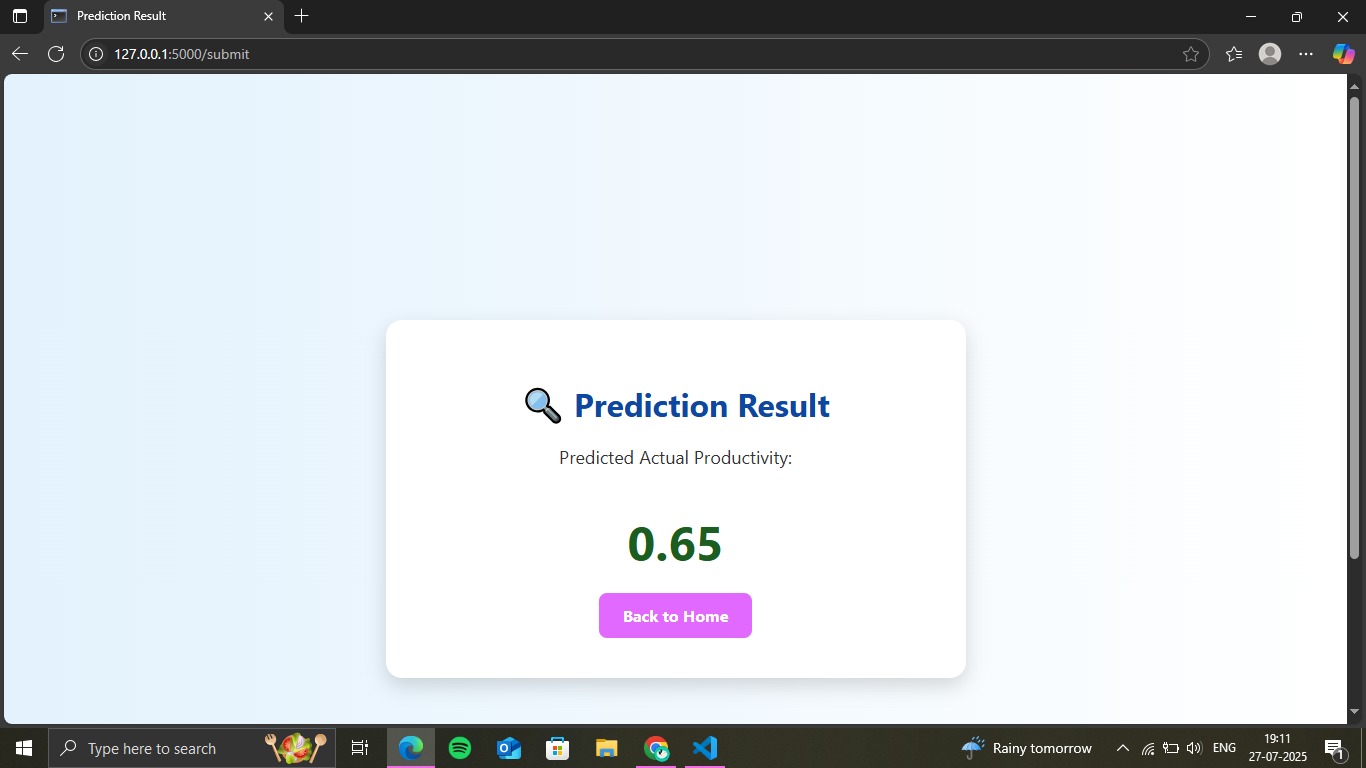 Prediction Result
127.0.0.1:5000/submit
Prediction Result
Predicted Actual Productivity:
0.65
Back to Home
Type here to search
Rainy tomorrow
ENG
19:11
27-07-2025
1